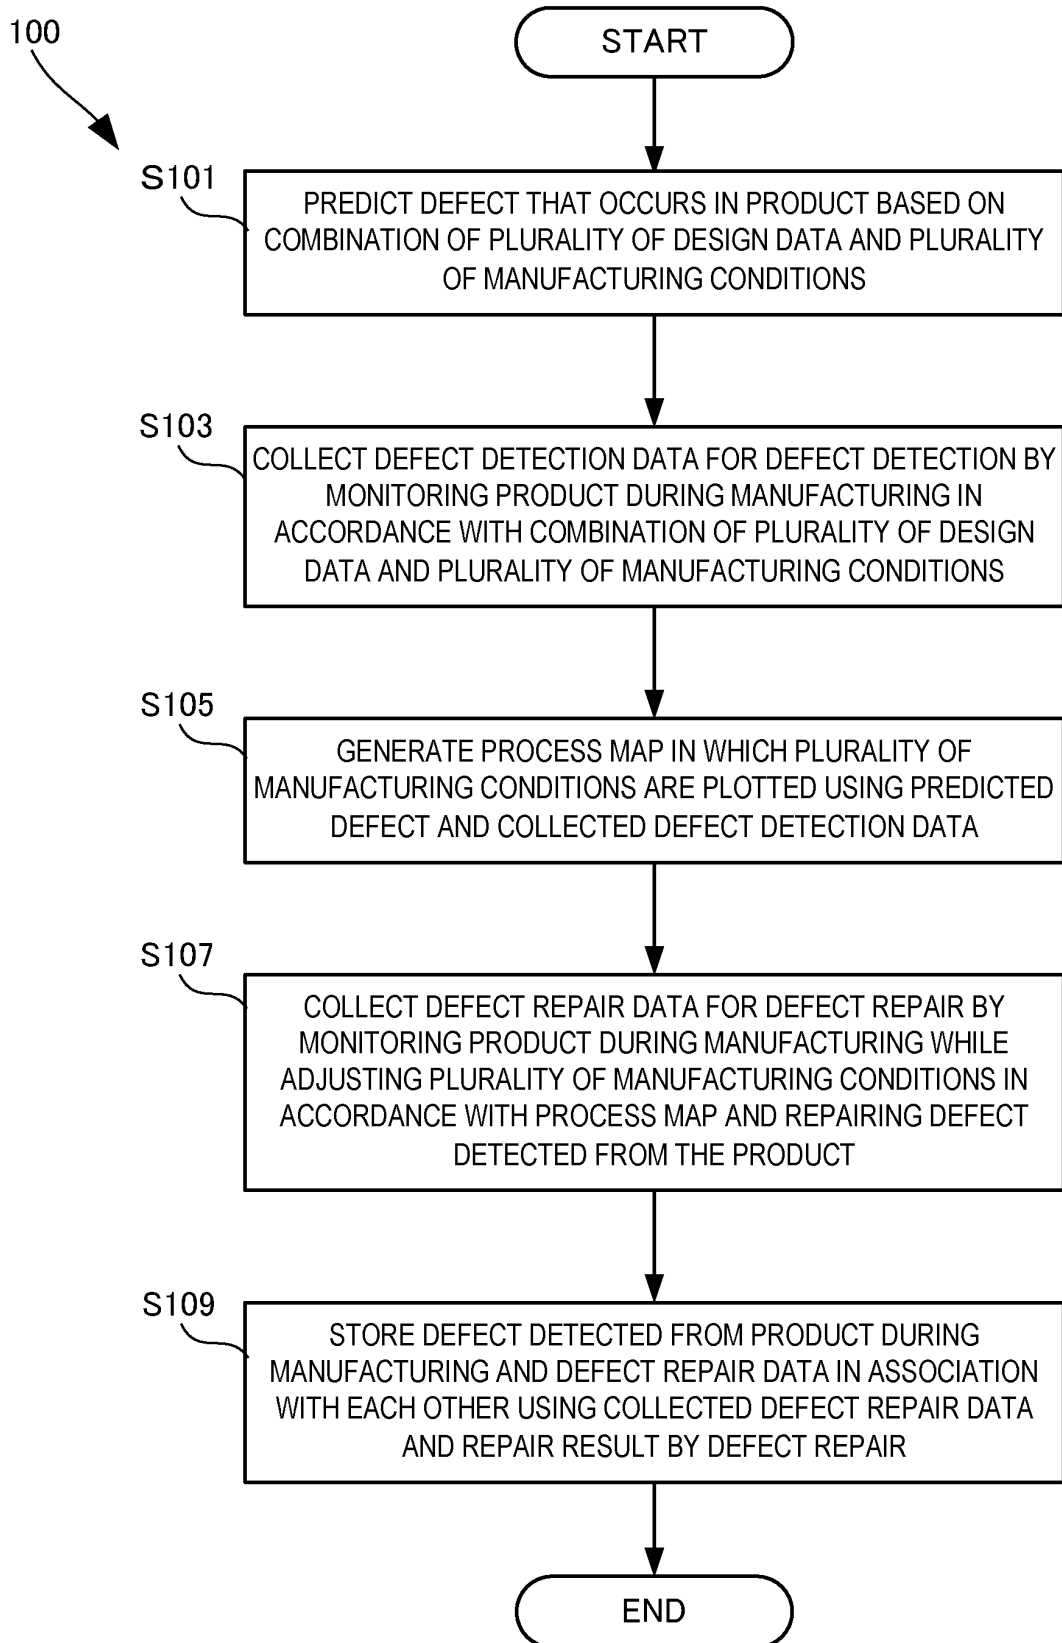 100
START
S101
PREDICT DEFECT THAT OCCURS IN PRODUCT BASED ON
COMBINATION OF PLURALITY OF DESIGN DATA AND PLURALITY
OF MANUFACTURING CONDITIONS
S103
COLLECT DEFECT DETECTION DATA FOR DEFECT DETECTION BY
MONITORING PRODUCT DURING MANUFACTURING IN
ACCORDANCE WITH COMBINATION OF PLURALITY OF DESIGN
DATA AND PLURALITY OF MANUFACTURING CONDITIONS
S105
GENERATE PROCESS MAP IN WHICH PLURALITY OF
MANUFACTURING CONDITIONS ARE PLOTTED USING PREDICTED
DEFECT AND COLLECTED DEFECT DETECTION DATA
S107
COLLECT DEFECT REPAIR DATA FOR DEFECT REPAIR BY
MONITORING PRODUCT DURING MANUFACTURING WHILE
ADJUSTING PLURALITY OF MANUFACTURING CONDITIONS IN
ACCORDANCE WITH PROCESS MAP AND REPAIRING DEFECT
DETECTED FROM THE PRODUCT
S109
STORE DEFECT DETECTED FROM PRODUCT DURING
MANUFACTURING AND DEFECT REPAIR DATA IN ASSOCIATION
WITH EACH OTHER USING COLLECTED DEFECT REPAIR DATA
AND REPAIR RESULT BY DEFECT REPAIR
END